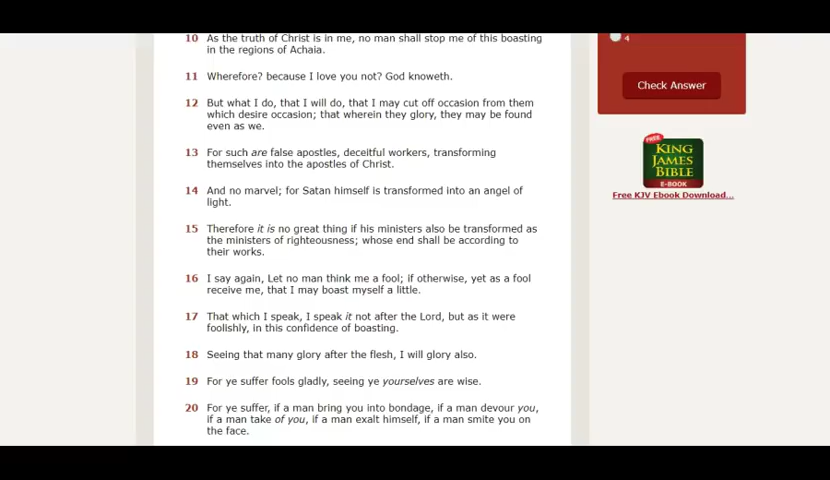 10 As the truth of Christ is in me, no man shall stop me of this boasting
in the regions of Achaia.
11 Wherefore? because I love you not? God knoweth.
12 But what I do, that I will do, that I may cut off occasion from them
which desire occasion; that wherein they glory, they may be found
even as we.
13 For such are false apostles, deceitful workers, transforming
themselves into the apostles of Christ.
14 And no marvel; for Satan himself is transformed into an angel of
light.
15 Therefore it is no great thing if his ministers also be transformed as
the ministers of righteousness; whose end shall be according to
their works.
16 I say again, Let no man think me a fool; if otherwise, yet as a fool
receive me, that I may boast myself a little.
17 That which I speak, I speak it not after the Lord, but as it were
foolishly, in this confidence of boasting.
18 Seeing that many glory after the flesh, I will glory also.
19 For ye suffer fools gladly, seeing ye yourselves are wise.
20 For ye suffer, if a man bring you into bondage, if a man devour you,
if a man take of you, if a man exalt himself, if a man smite you on
the face.
4
Check Answer
FREE
KING
JAMES
BIBLE
E-BOOK
Free KJV Ebook Download...